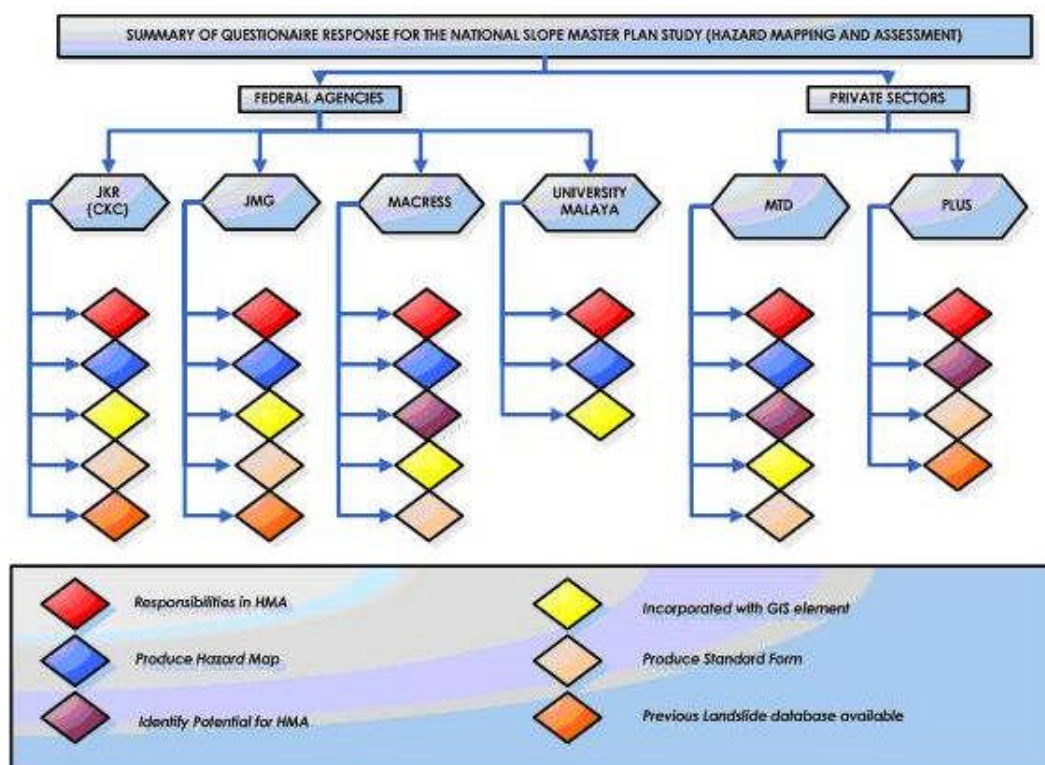 SUMMARY OF QUESTIONAIRE RESPONSE FOR THE NATIONAL SLOPE MASTER PLAN STUDY (HAZARD MAPPING AND ASSESSMENT)
FEDERAL AGENCIES
PRIVATE SECTORS
JKR
(CKC)
JMG
MACRESS
UNIVERSITY
MALAYA
MTD
PLUS
Responsibilities in HMA
Incorporated with GIS element
Produce Hazard Map
Produce Standard Form
Identify Potential for HMA
Previous Landslide database available